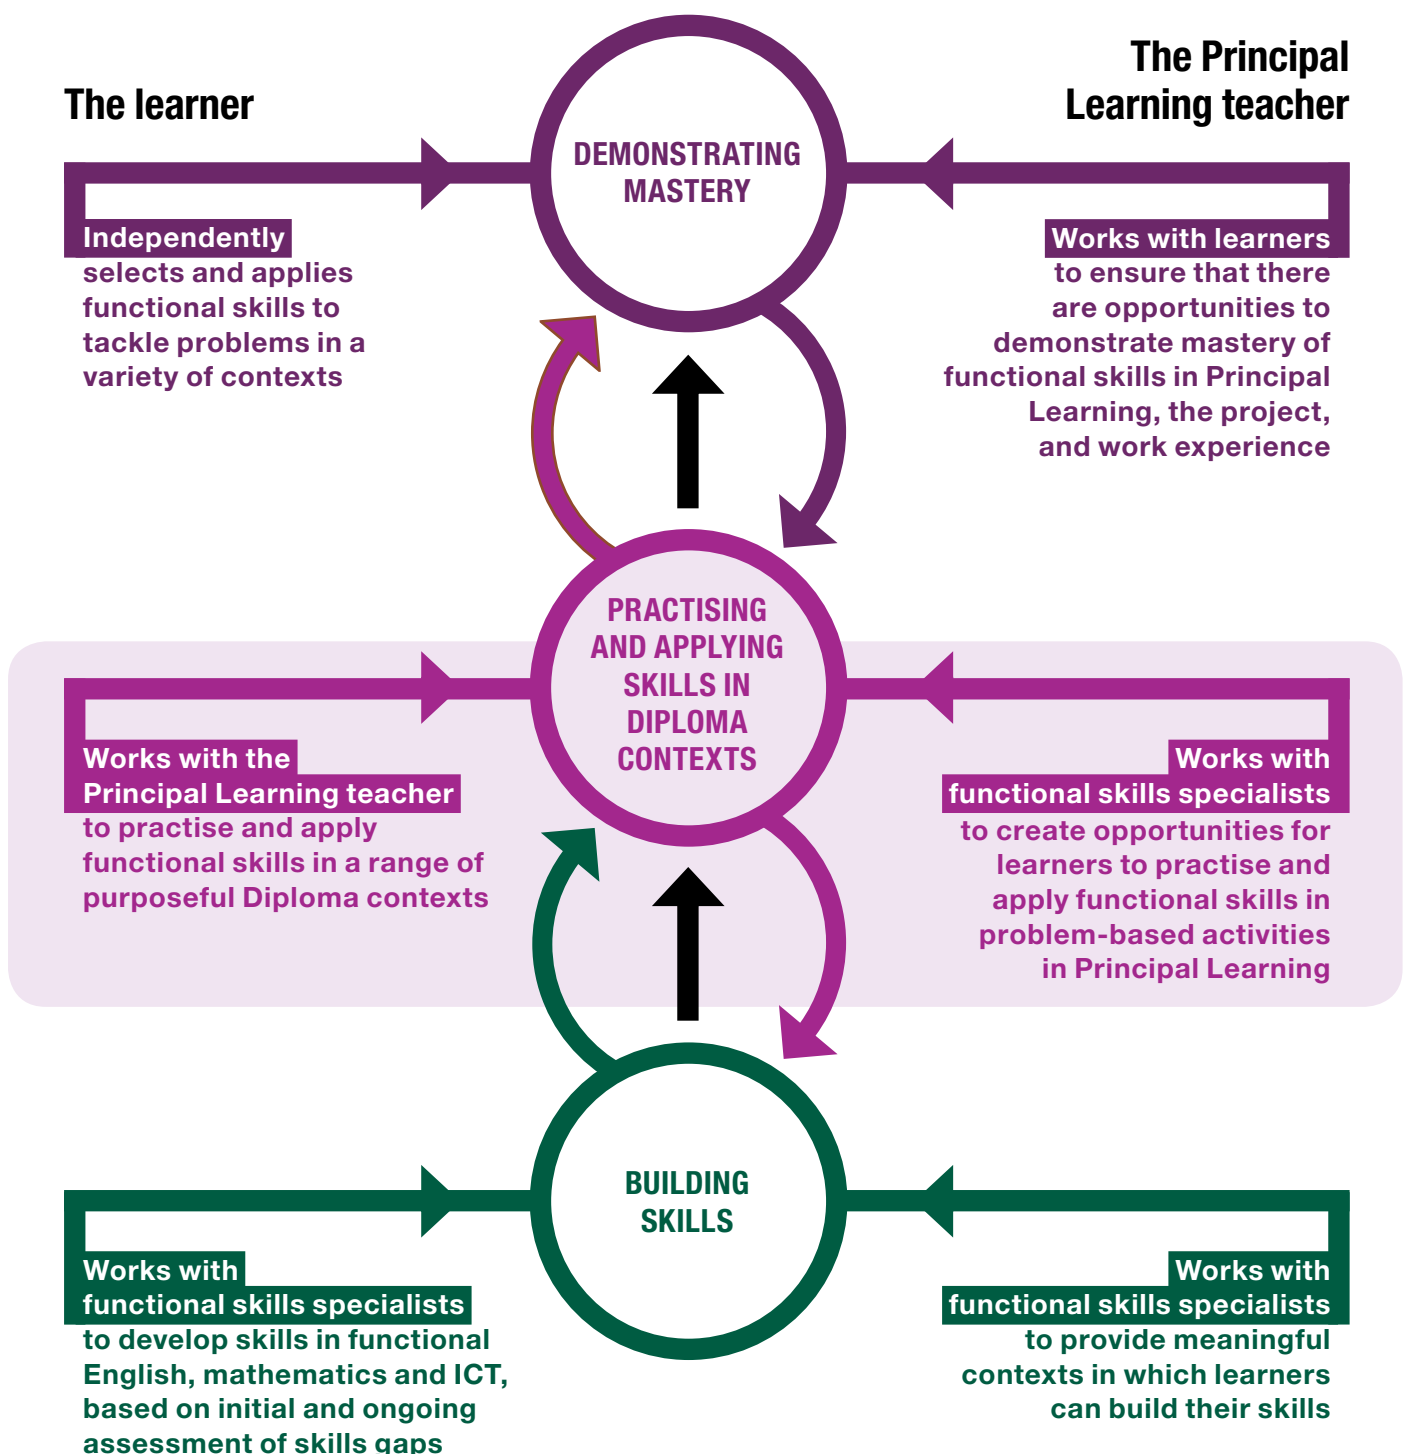 The learner
The Principal
Learning teacher
DEMONSTRATING
MASTERY
Independently
selects and applies
functional skills to
tackle problems in a
variety of contexts
Works with learners
to ensure that there
are opportunities to
demonstrate mastery of
functional skills in Principal
Learning, the project,
and work experience
PRACTISING
AND APPLYING
SKILLS IN
DIPLOMA
CONTEXTS
Works with the
Principal Learning teacher
to practise and apply
functional skills in a range of
purposeful Diploma contexts
Works with
functional skills specialists
to create opportunities for
learners to practise and
apply functional skills in
problem-based activities
in Principal Learning
BUILDING
SKILLS
Works with
functional skills specialists
to develop skills in functional
English, mathematics and ICT,
based on initial and ongoing
assessment of skills gaps
Works with
functional skills specialists
to provide meaningful
contexts in which learners
can build their skills